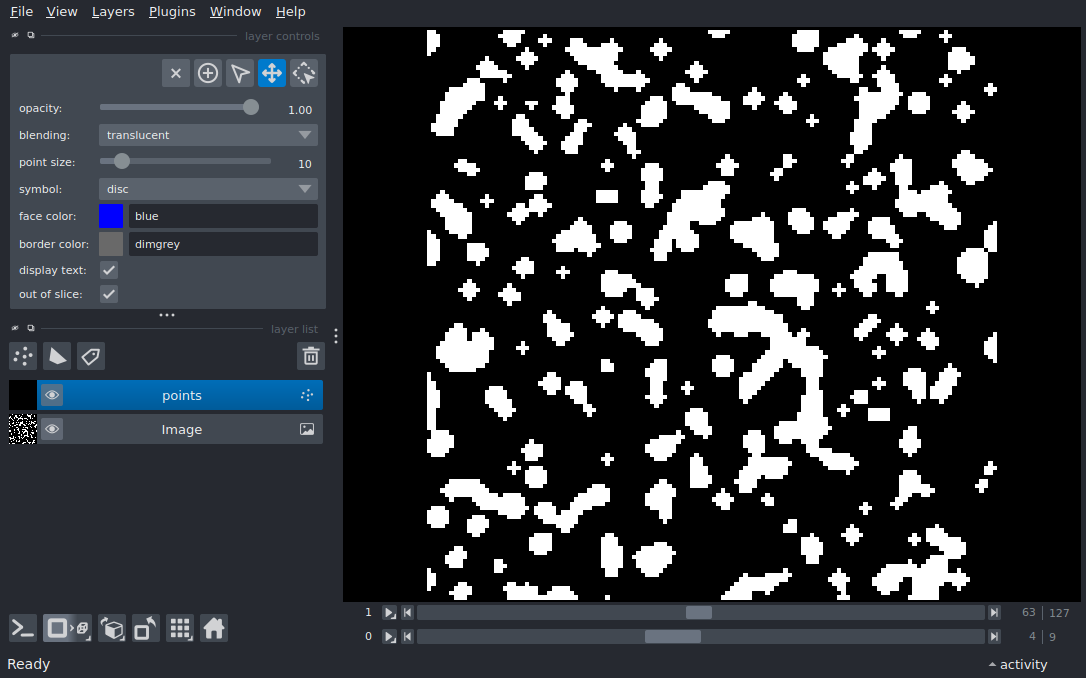 File View Layers Plugins Window Help
layer controls
opacity: 1.00
blending: translucent
point size: 10
symbol: disc
face color: blue
border color: dimgrey
display text:
out of slice:
layer list
points
Image
1 63 127
0 4 9
Ready activity